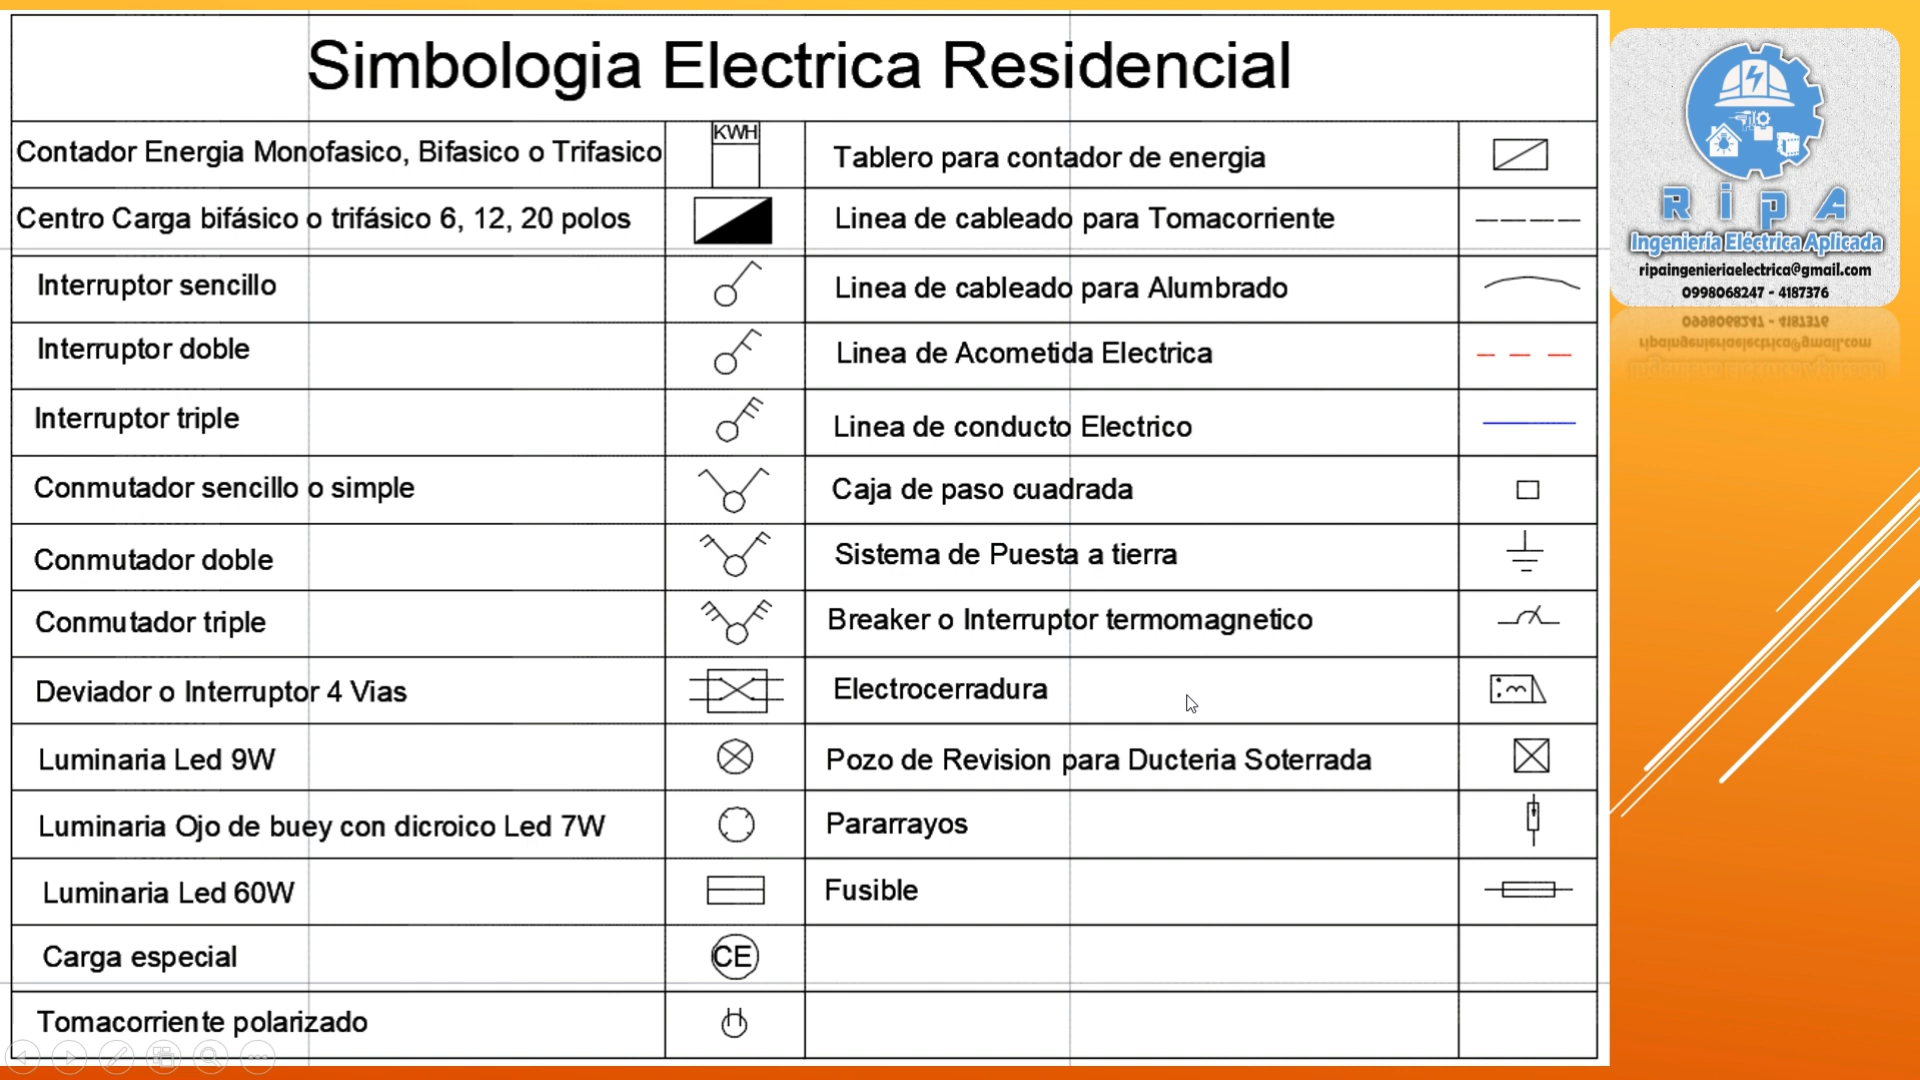 Simbologia Electrica Residencial
Contador Energia Monofasico, Bifasico o Trifasico
KWH
Tablero para contador de energia
Centro Carga bifásico o trifásico 6, 12, 20 polos
Linea de cableado para Tomacorriente
Interruptor sencillo
Linea de cableado para Alumbrado
Interruptor doble
Linea de Acometida Electrica
Interruptor triple
Linea de conducto Electrico
Conmutador sencillo o simple
Caja de paso cuadrada
Conmutador doble
Sistema de Puesta a tierra
Conmutador triple
Breaker o Interruptor termomagnetico
Deviador o Interruptor 4 Vias
Electrocerradura
Luminaria Led 9W
Pozo de Revision para Ducteria Soterrada
Luminaria Ojo de buey con dicroico Led 7W
Pararrayos
Luminaria Led 60W
Fusible
Carga especial
CE
Tomacorriente polarizado
RipA
Ingeniería Eléctrica Aplicada
ripaingenieriaelectrica@gmail.com
0998068247 - 4187376